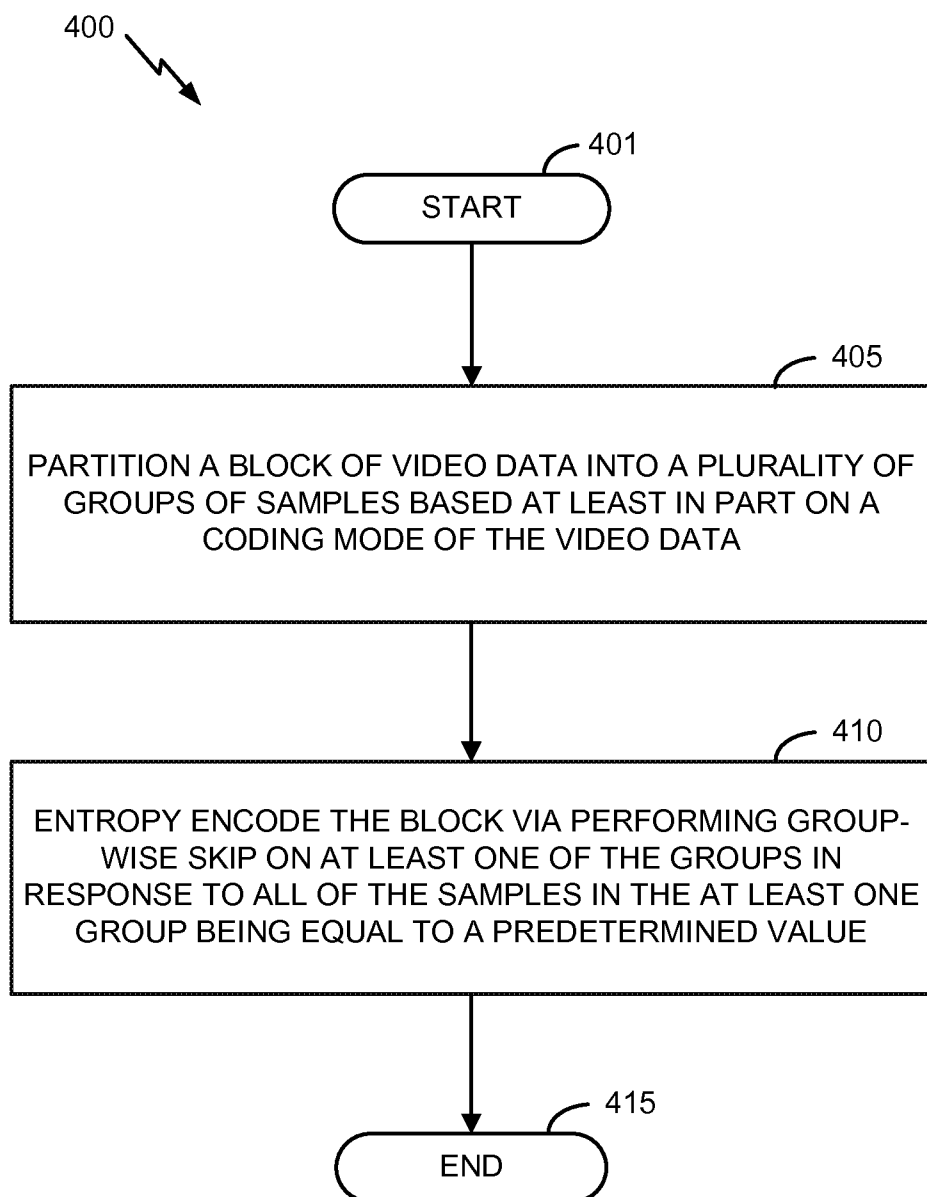 400
401
START
405
PARTITION A BLOCK OF VIDEO DATA INTO A PLURALITY OF
GROUPS OF SAMPLES BASED AT LEAST IN PART ON A
CODING MODE OF THE VIDEO DATA
410
ENTROPY ENCODE THE BLOCK VIA PERFORMING GROUP-
WISE SKIP ON AT LEAST ONE OF THE GROUPS IN
RESPONSE TO ALL OF THE SAMPLES IN THE AT LEAST ONE
GROUP BEING EQUAL TO A PREDETERMINED VALUE
415
END